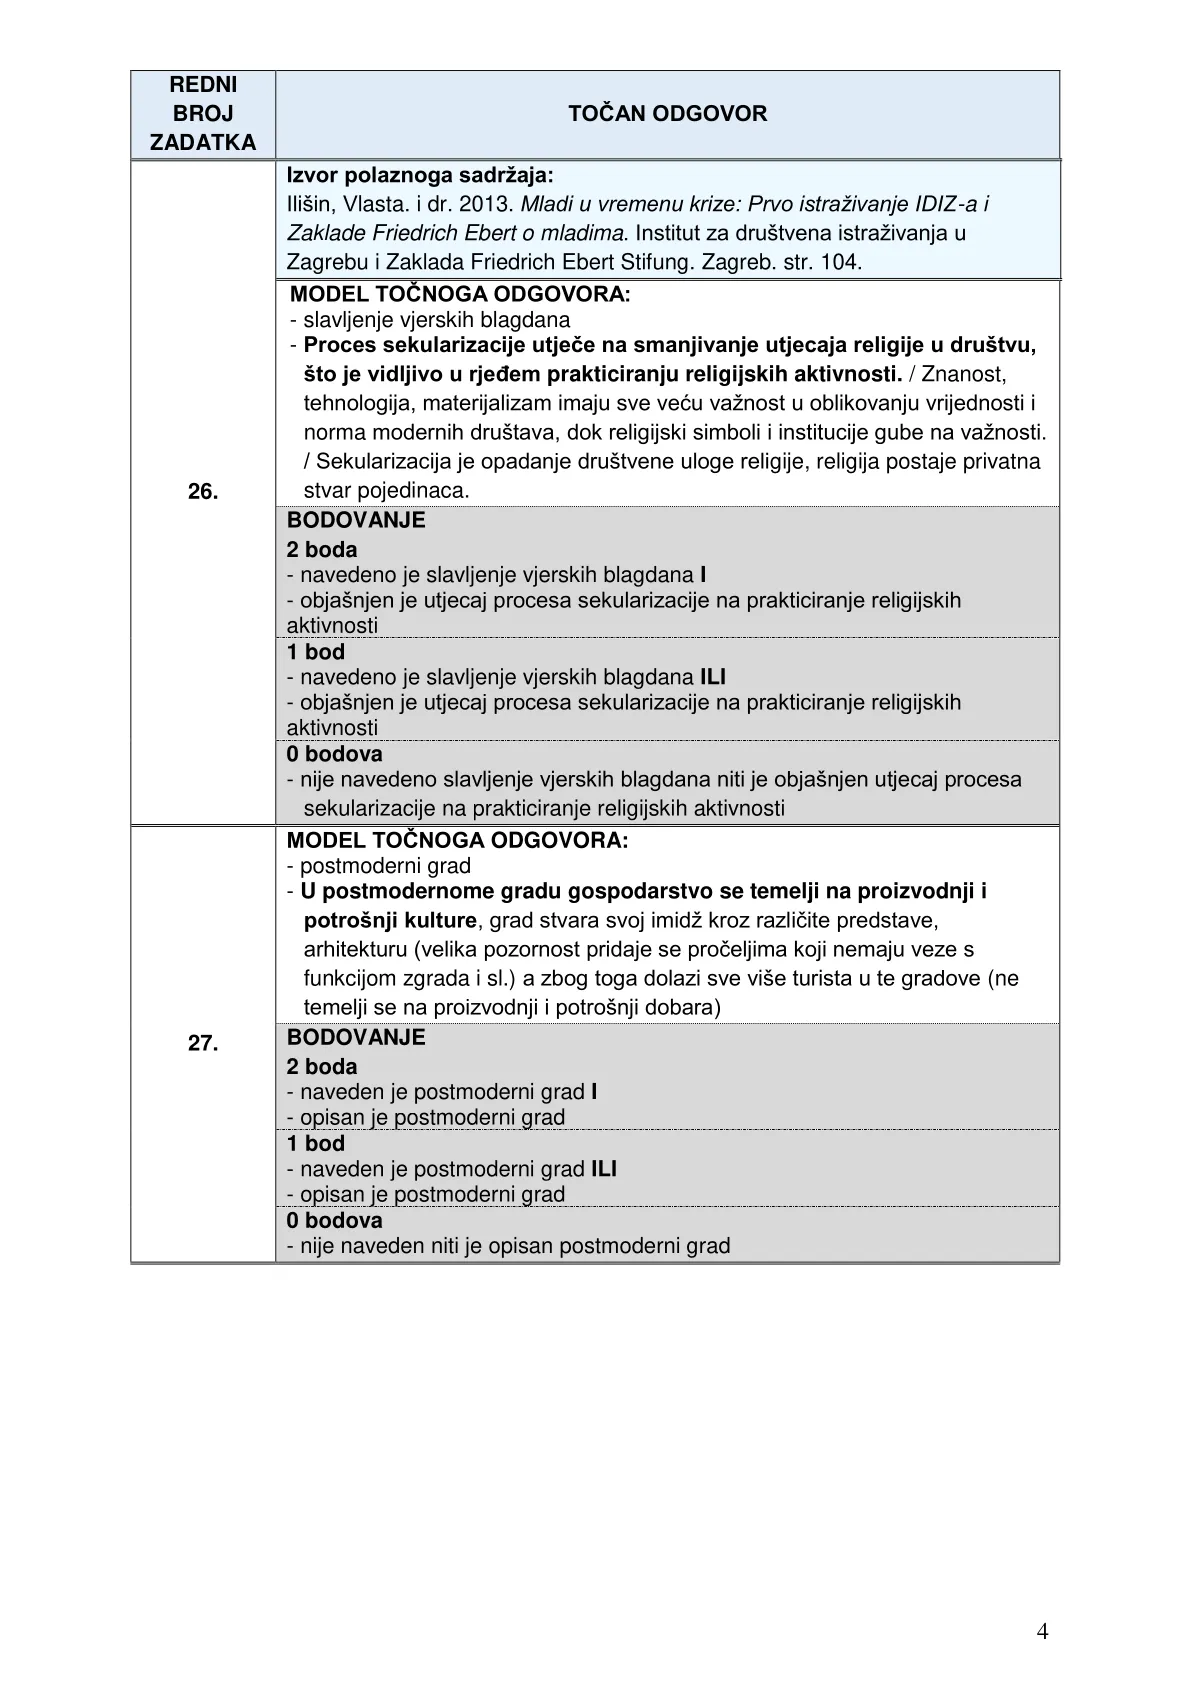 REDNI
BROJ
ZADATKA
TOČAN ODGOVOR
26.
Izvor polaznoga sadržaja:
Ilišin, Vlasta. i dr. 2013. Mladi u vremenu krize: Prvo istraživanje IDIZ-a i
Zaklade Friedrich Ebert o mladima. Institut za društvena istraživanja u
Zagrebu i Zaklada Friedrich Ebert Stifung. Zagreb. str. 104.
MODEL TOČNOGA ODGOVORA:
- slavljenje vjerskih blagdana
- Proces sekularizacije utječe na smanjivanje utjecaja religije u društvu,
što je vidljivo u rjeđem prakticiranju religijskih aktivnosti. / Znanost,
tehnologija, materijalizam imaju sve veću važnost u oblikovanju vrijednosti i
norma modernih društava, dok religijski simboli i institucije gube na važnosti.
/ Sekularizacija je opadanje društvene uloge religije, religija postaje privatna
stvar pojedinaca.
BODOVANJE
2 boda
- navedeno je slavljenje vjerskih blagdana I
- objašnjen je utjecaj procesa sekularizacije na prakticiranje religijskih
aktivnosti
1 bod
- navedeno je slavljenje vjerskih blagdana ILI
- objašnjen je utjecaj procesa sekularizacije na prakticiranje religijskih
aktivnosti
0 bodova
- nije navedeno slavljenje vjerskih blagdana niti je objašnjen utjecaj procesa
sekularizacije na prakticiranje religijskih aktivnosti
27.
MODEL TOČNOGA ODGOVORA:
- postmoderni grad
- U postmodernome gradu gospodarstvo se temelji na proizvodnji i
potrošnji kulture, grad stvara svoj imidž kroz različite predstave,
arhitekturu (velika pozornost pridaje se pročeljima koji nemaju veze s
funkcijom zgrada i sl.) a zbog toga dolazi sve više turista u te gradove (ne
temelji se na proizvodnji i potrošnji dobara)
BODOVANJE
2 boda
- naveden je postmoderni grad I
- opisan je postmoderni grad
1 bod
- naveden je postmoderni grad ILI
- opisan je postmoderni grad
0 bodova
- nije naveden niti je opisan postmoderni grad
4